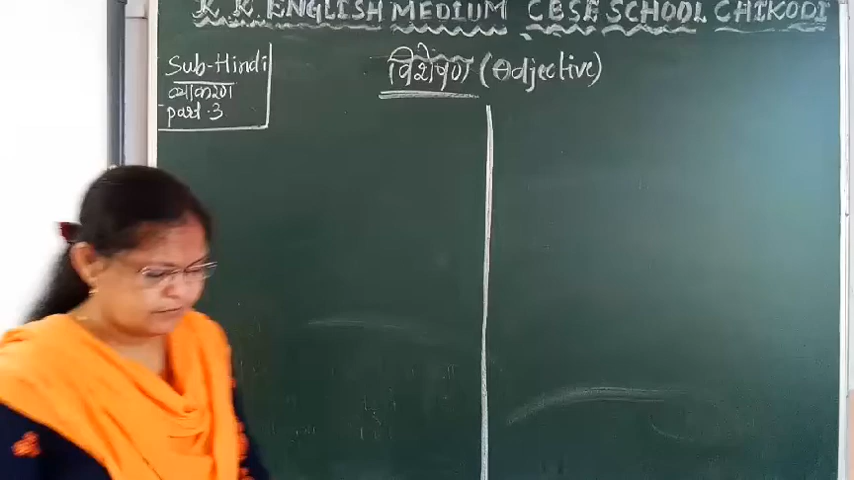 K.K. ENGLISH MEDIUM CBSE SCHOOL, CHIKODI
Sub-Hindi
व्याकरण
part-3
विशेषण (Adjective)